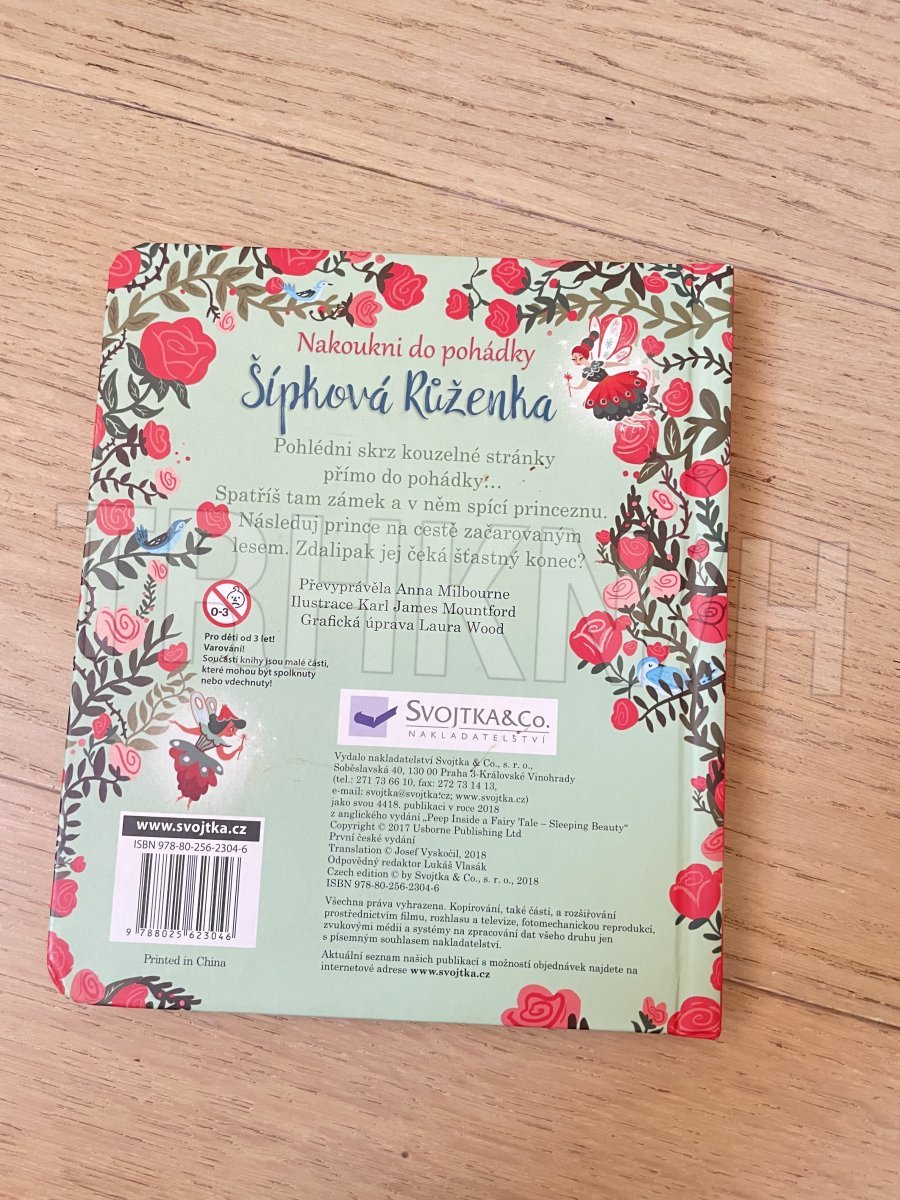 Nakoukni do pohádky
Šípková Růženka
Pohlédni skrz kouzelné stránky
přímo do pohádky...
Spatříš tam zámek a v něm spící princeznu.
Následuj prince na cestě začarovaným
lesem. Zdalipak jej čeká šťastný konec?
Převyprávěla Anna Milbourne
Ilustrace Karl James Mountford
Grafická úprava Laura Wood
0-3
Pro děti od 3 let!
Varování!
Součástí knihy jsou malé části,
které mohou být spolknuty
nebo vdechnuty!
SVOJTKA&CO.
NAKLADATELSTVÍ
Vydalo nakladatelství Svojtka & Co., s. r. o.,
Soběslavská 40, 130 00 Praha 3-Královské Vinohrady
(tel.: 271 73 66 10, fax: 272 73 14 13,
e-mail: svojtka@svojtka.cz; www.svojtka.cz)
jako svou 4418. publikaci v roce 2018
z anglického vydání „Peep Inside a Fairy Tale – Sleeping Beauty“
Copyright © 2017 Usborne Publishing Ltd
První české vydání
Translation © Josef Vyskočil, 2018
Odpovědný redaktor Lukáš Vlasák
Czech edition © by Svojtka & Co., s. r. o., 2018
ISBN 978-80-256-2304-6
Všechna práva vyhrazena. Kopírování, také částí, a rozšiřování
prostřednictvím filmu, rozhlasu a televize, fotomechanickou reprodukcí,
zvukovými médii a systémy na zpracování dat všeho druhu jen
s písemným souhlasem nakladatelství.
Aktuální seznam našich publikací s možností objednávek najdete na
internetové adrese www.svojtka.cz
www.svojtka.cz
ISBN 978-80-256-2304-6
9 788025 623046
Printed in China